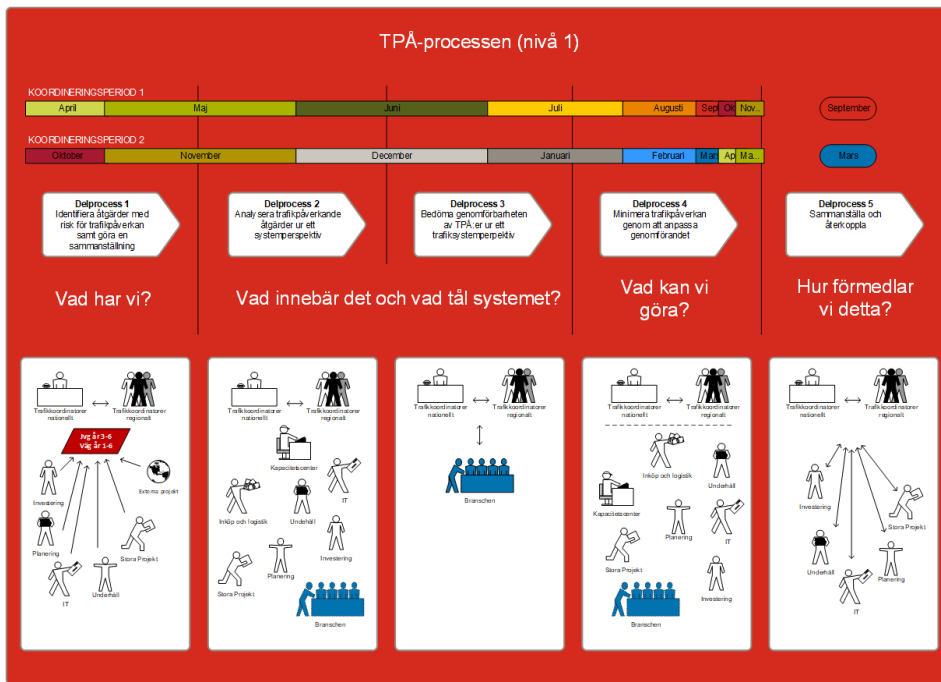 TPÅ-processen (nivå 1)
KOORDINERINGSPERIOD 1
April Maj Juni Juli Augusti Sept Ok Nov..
September
KOORDINERINGSPERIOD 2
Oktober November December Januari Februari Mars Ap Ma...
Mars
Delprocess 1
Identifiera åtgärder med
risk för trafikpåverkan
samt göra en
sammanställning
Delprocess 2
Analysera trafikpåverkande
åtgärder ur ett
systemperspektiv
Delprocess 3
Bedöma genomförbarheten
av TPÅ:er ur ett
trafiksystemperpektiv
Delprocess 4
Minimera trafikpåverkan
genom att anpassa
genomförandet
Delprocess 5
Sammanställa och
återkoppla
Vad har vi?
Vad innebär det och vad tål systemet?
Vad kan vi
göra?
Hur förmedlar
vi detta?
Trafikkoordinatorer
nationellt
Trafikkoordinatorer
regionalt
Jvg år 3-6
Väg år 1-6
Investering
Externa projekt
Planering
Stora Projekt
IT
Underhåll
Trafikkoordinatorer
nationellt
Trafikkoordinatorer
regionalt
Kapacitetscenter
IT
Inköp och logistik
Undehåll
Investering
Planering
Stora Projekt
Branschen
Trafikkoordinatorer
nationellt
Trafikkoordinatorer
regionalt
Branschen
Trafikkoordinatorer
nationellt
Trafikkoordinatorer
regionalt
Inköp och logistik
Underhåll
Kapacitetscenter
Planering
IT
Stora Projekt
Investering
Branschen
Trafikkoordinatorer
nationellt
Trafikkoordinatorer
regionalt
Investering
Stora Projekt
Underhåll
Planering
IT